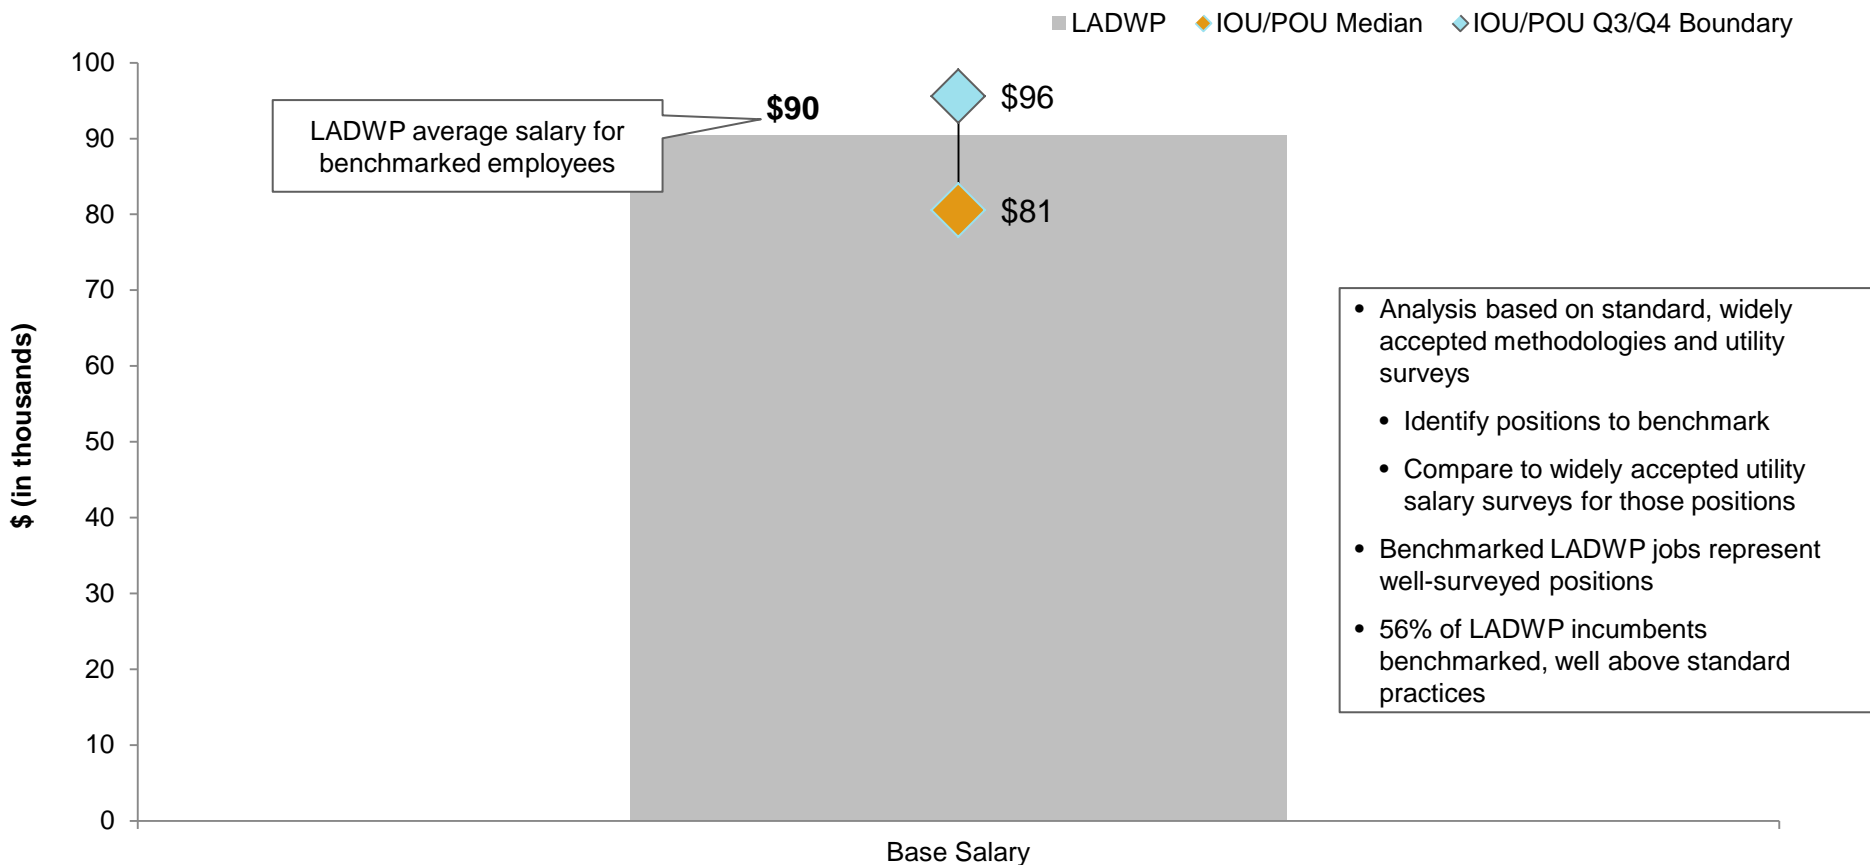 LADWP IOU/POU Median IOU/POU Q3/Q4 Boundary
$ (in thousands)
100
90
80
70
60
50
40
30
20
10
0
LADWP average salary for
benchmarked employees
$90
$96
$81
Base Salary
• Analysis based on standard, widely
accepted methodologies and utility
surveys
• Identify positions to benchmark
• Compare to widely accepted utility
salary surveys for those positions
• Benchmarked LADWP jobs represent
well-surveyed positions
• 56% of LADWP incumbents
benchmarked, well above standard
practices